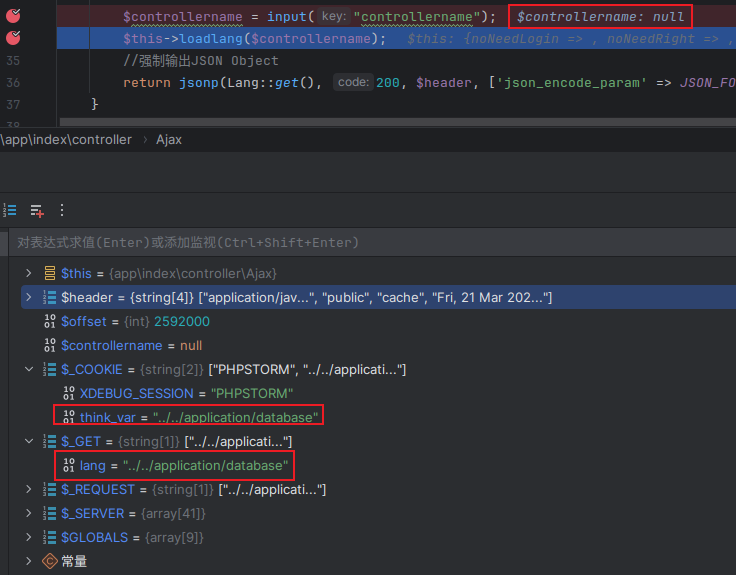 $controllername = input( key: "controllername"); $controllername: null
$this->loadlang($controllername); $this: {noNeedLogin => , noNeedRight => ,
35 //强制输出JSON Object
36 return jsonp(Lang::get(), code: 200, $header, ['json_encode_param' => JSON_FO
37 }
38
\app\index\controller > Ajax
对表达式求值(Enter)或添加监视(Ctrl+Shift+Enter)
$this = {app\index\controller\Ajax}
$header = {string[4]} ["application/jav...", "public", "cache", "Fri, 21 Mar 202..."]
$offset = {int} 2592000
$controllername = null
$_COOKIE = {string[2]} ["PHPSTORM", "../../applicati..."]
XDEBUG_SESSION = "PHPSTORM"
think_var = "../../application/database"
$_GET = {string[1]} ["../../applicati..."]
lang = "../../application/database"
$_REQUEST = {string[1]} ["../../applicati..."]
$_SERVER = {array[41]}
$GLOBALS = {array[9]}
常量